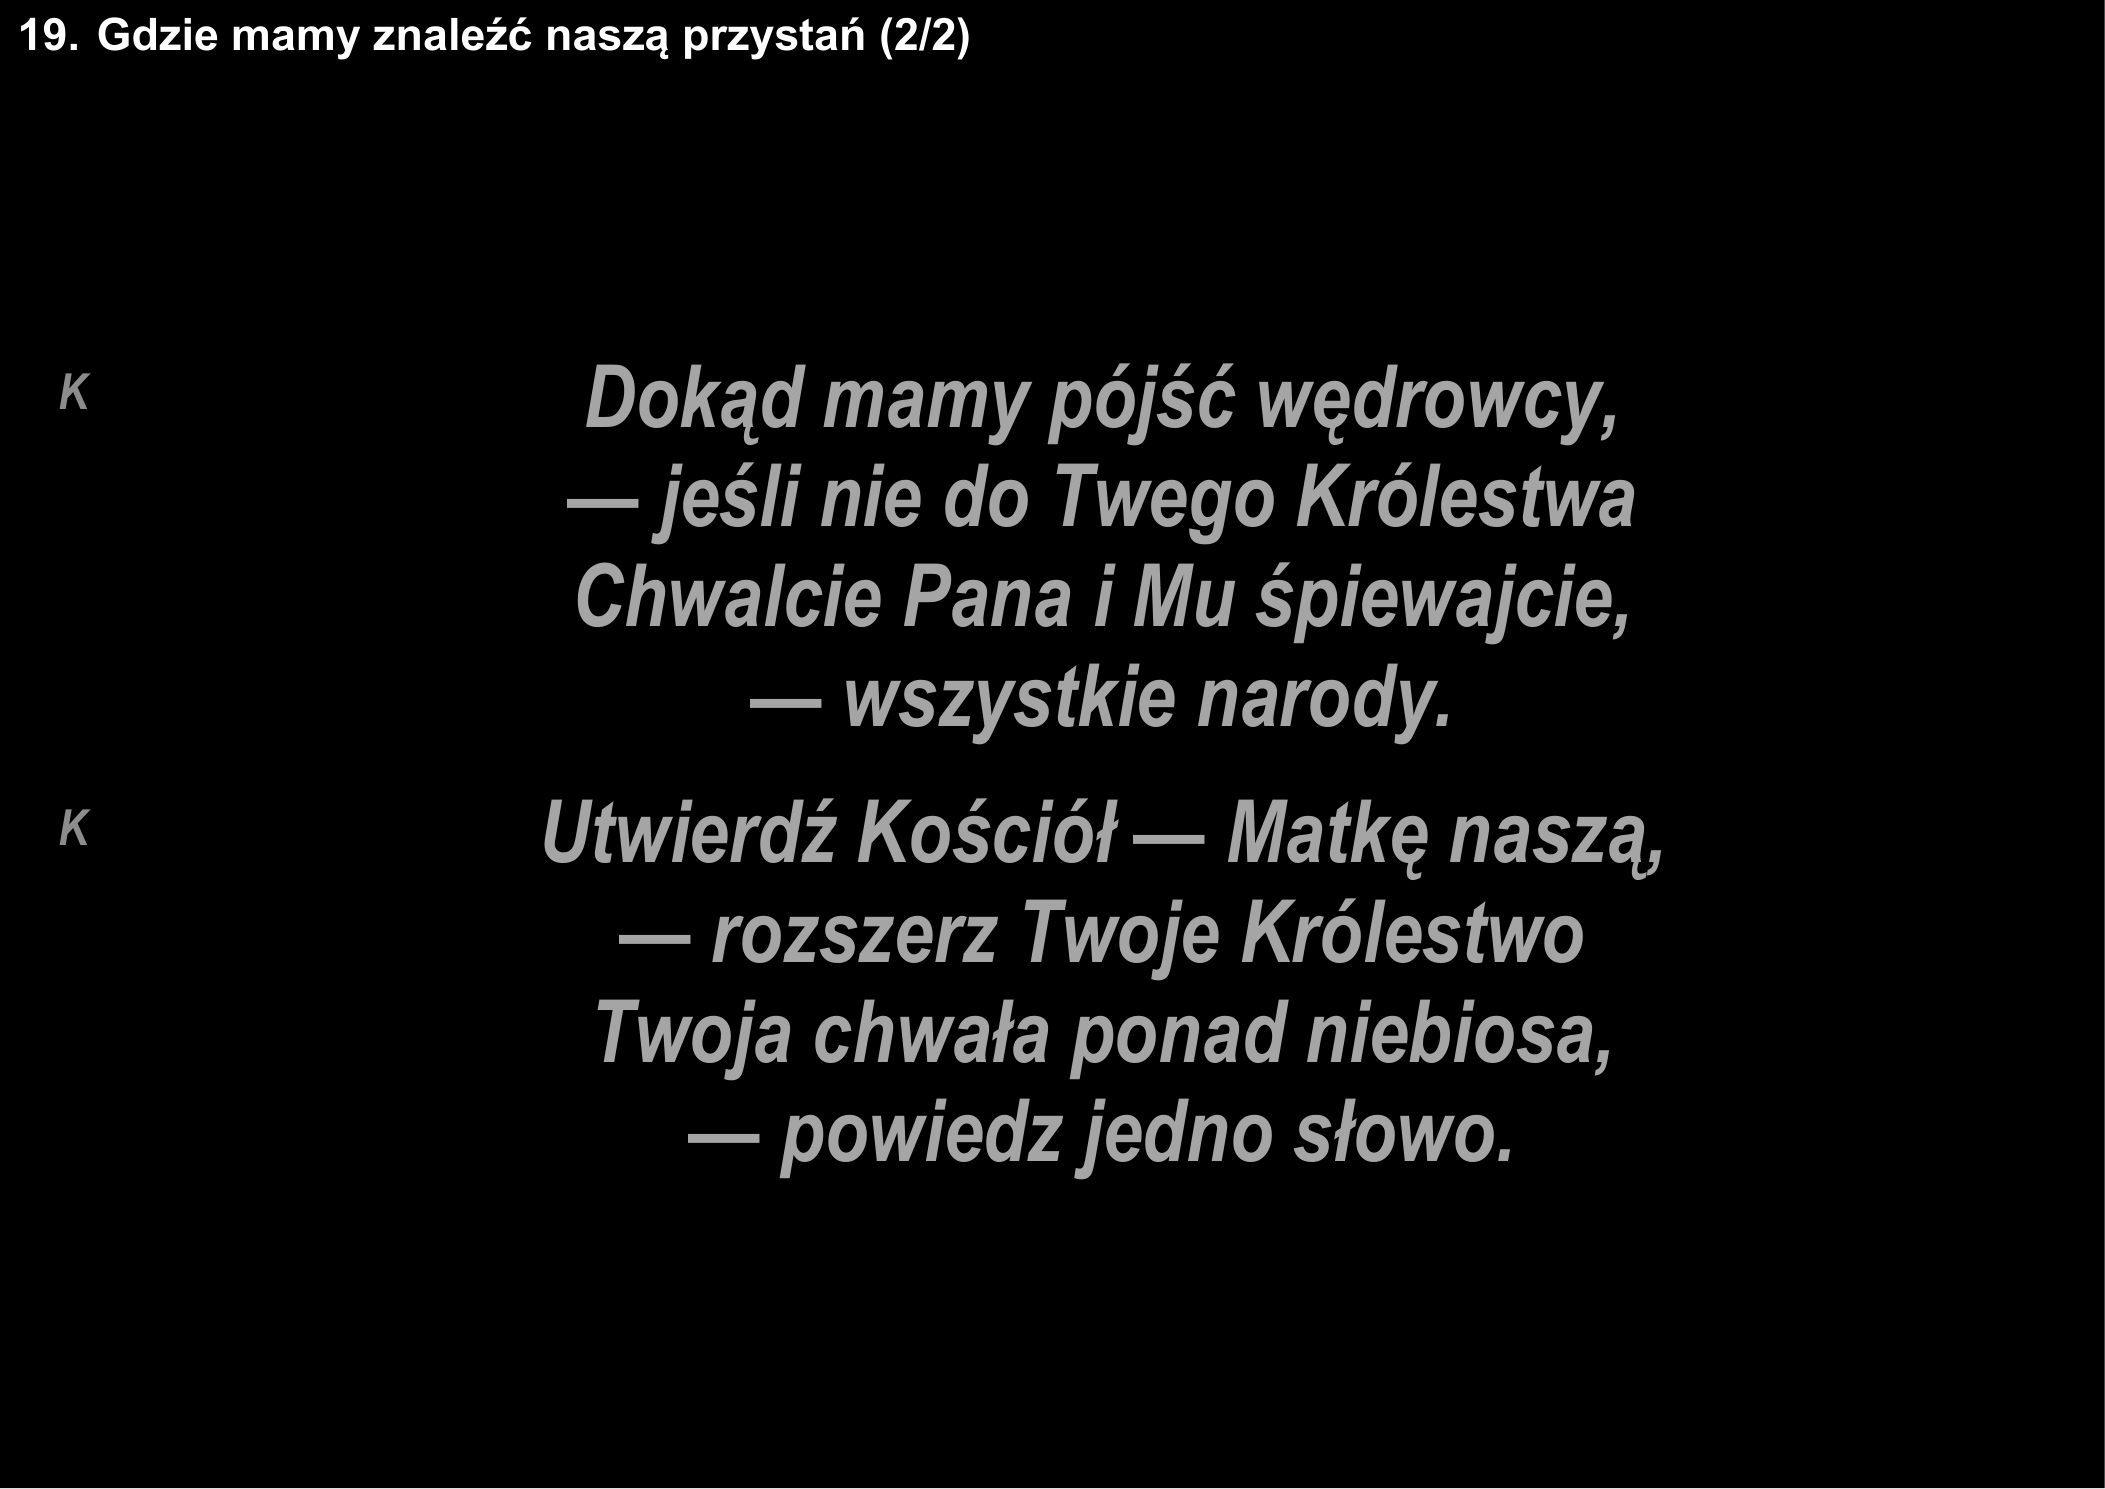 19. Gdzie mamy znaleźć naszą przystań (2/2)
K
Dokąd mamy pójść wędrowcy,
— jeśli nie do Twego Królestwa
Chwalcie Pana i Mu śpiewajcie,
— wszystkie narody.
K
Utwierdź Kościół — Matkę naszą,
— rozszerz Twoje Królestwo
Twoja chwała ponad niebiosa,
— powiedz jedno słowo.